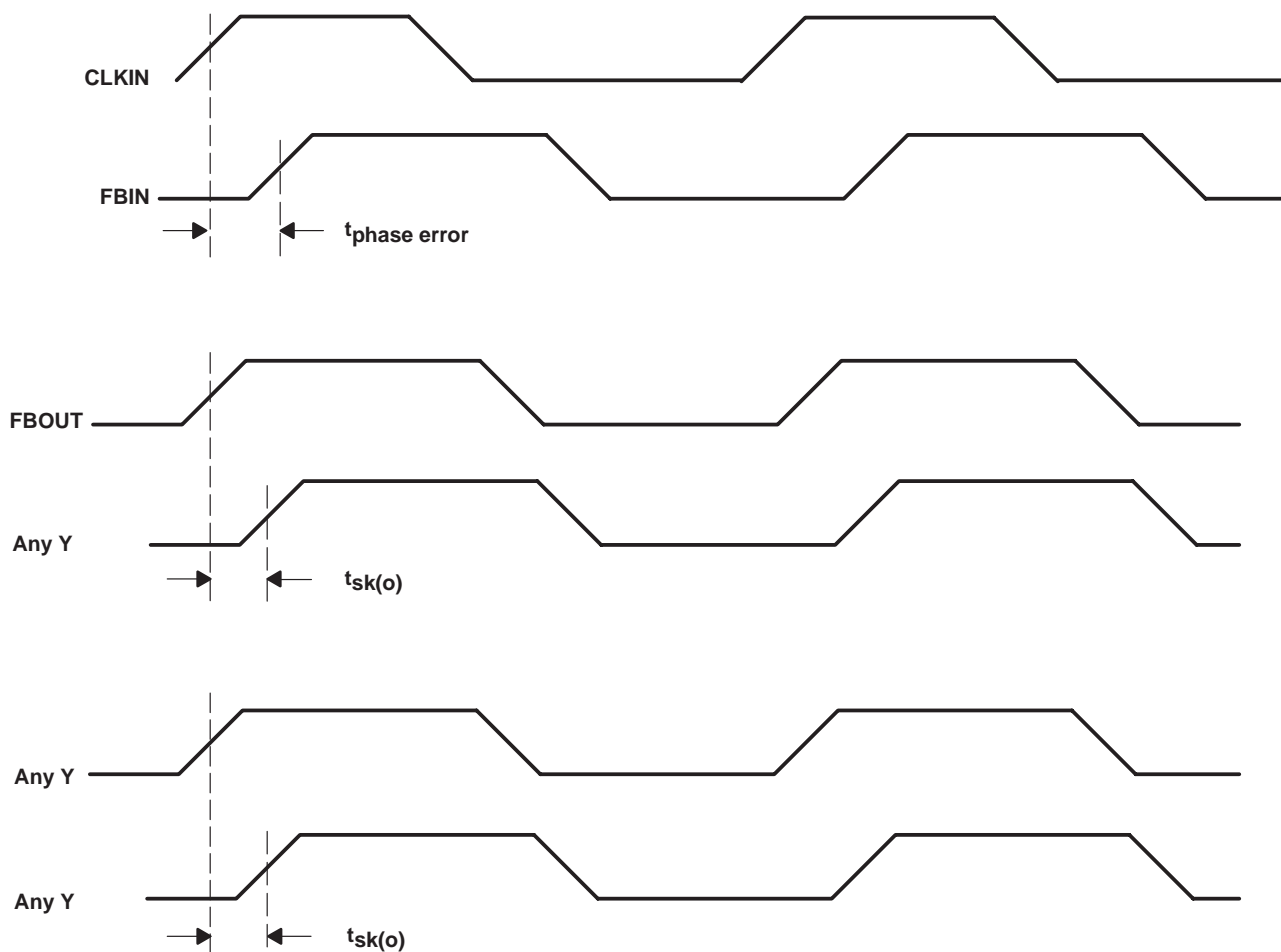 CLKIN
FBIN
tphase error
FBOUT
Any Y
tsk(o)
Any Y
Any Y
tsk(o)